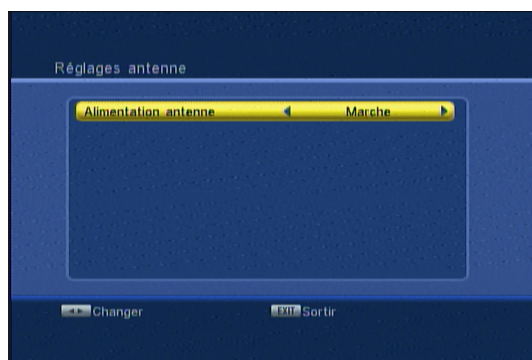 Réglages antenne
Alimentation antenne Marche
Changer EXIT Sortir